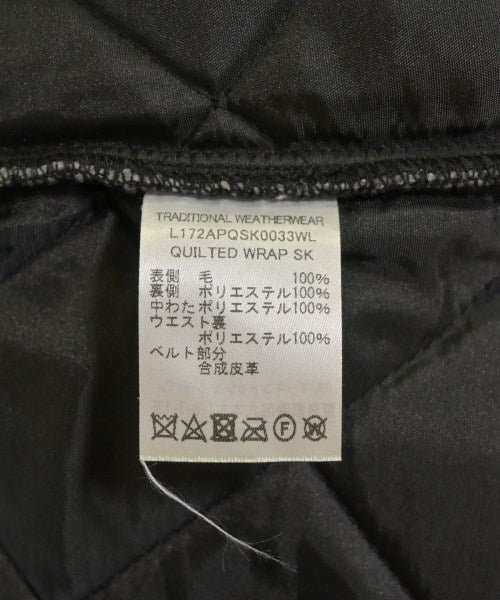 TRADITIONAL WEATHERWEAR
L172APQSK0033WL
QUILTED WRAP SK
表側 毛 100%
裏側 ポリエステル100%
中わた ポリエステル100%
ウエスト裏
ポリエステル100%
ベルト部分
合成皮革
F
W